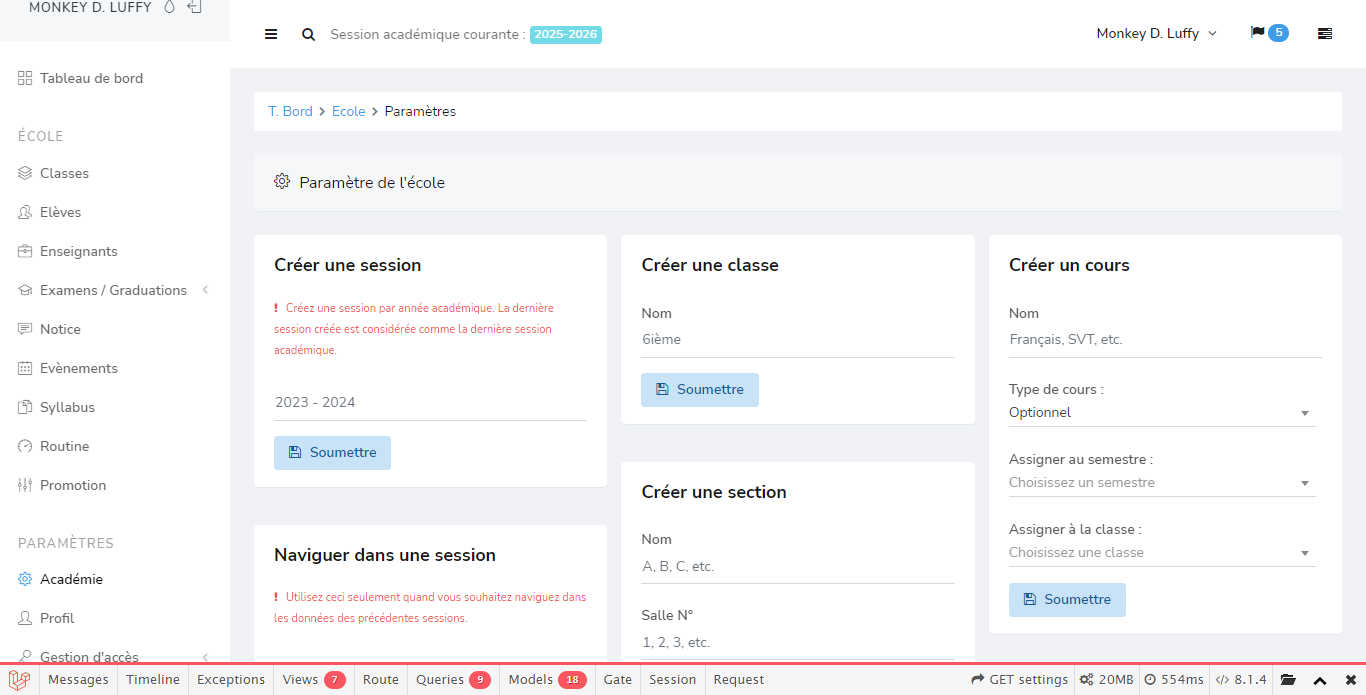 MONKEY D. LUFFY
Session académique courante : 2025-2026
Monkey D. Luffy
5
Tableau de bord
ÉCOLE
Classes
Elèves
Enseignants
Examens / Graduations
Notice
Evènements
Syllabus
Routine
Promotion
PARAMÈTRES
Académie
Profil
Gestion d'accès
T. Bord > Ecole > Paramètres
Paramètre de l'école
Créer une session
! Créez une session par année académique. La dernière
session créée est considérée comme la dernière session
académique.
2023 - 2024
Soumettre
Naviguer dans une session
! Utilisez ceci seulement quand vous souhaitez naviguez dans
les données des précédentes sessions.
Créer une classe
Nom
6ième
Soumettre
Créer une section
Nom
A, B, C, etc.
Salle N°
1, 2, 3, etc.
Créer un cours
Nom
Français, SVT, etc.
Type de cours :
Optionnel
Assigner au semestre :
Choisissez un semestre
Assigner à la classe :
Choisissez une classe
Soumettre
Messages Timeline Exceptions Views 7 Route Queries 9 Models 18 Gate Session Request GET settings 20MB 554ms </> 8.1.4